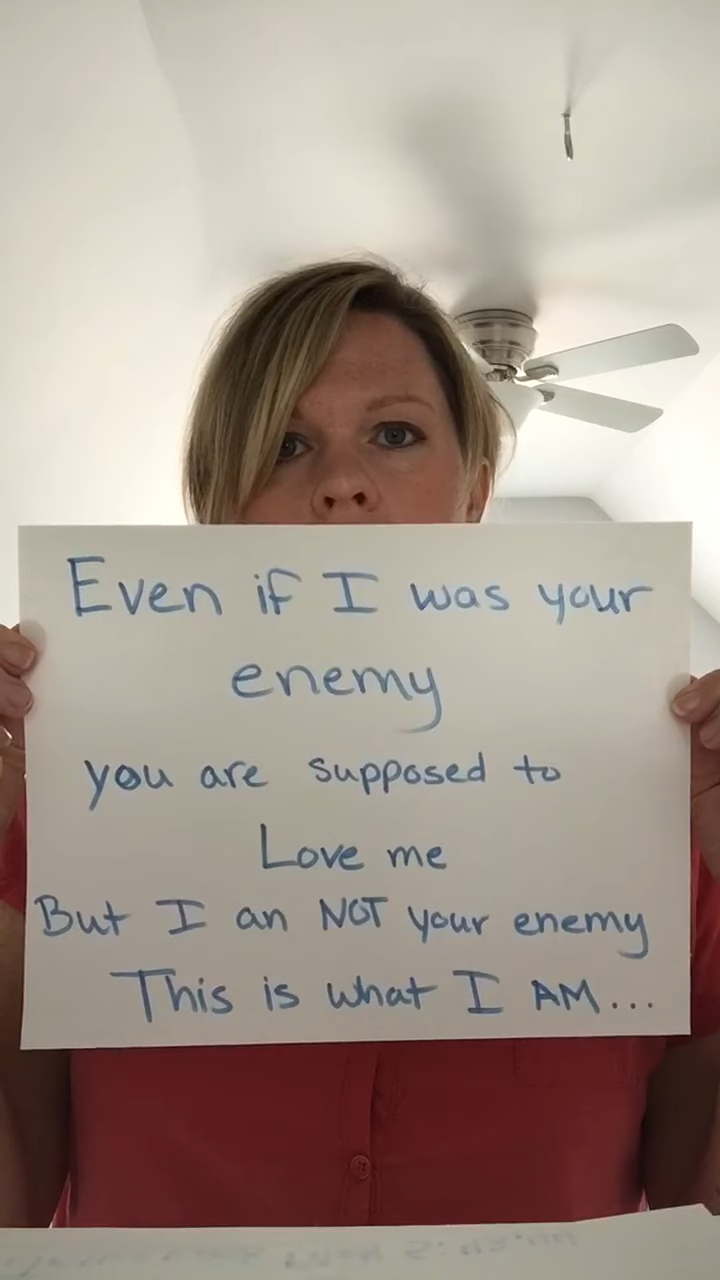 Even if I was your
enemy
you are supposed to
Love me
But I an NOT your enemy
This is what I AM...